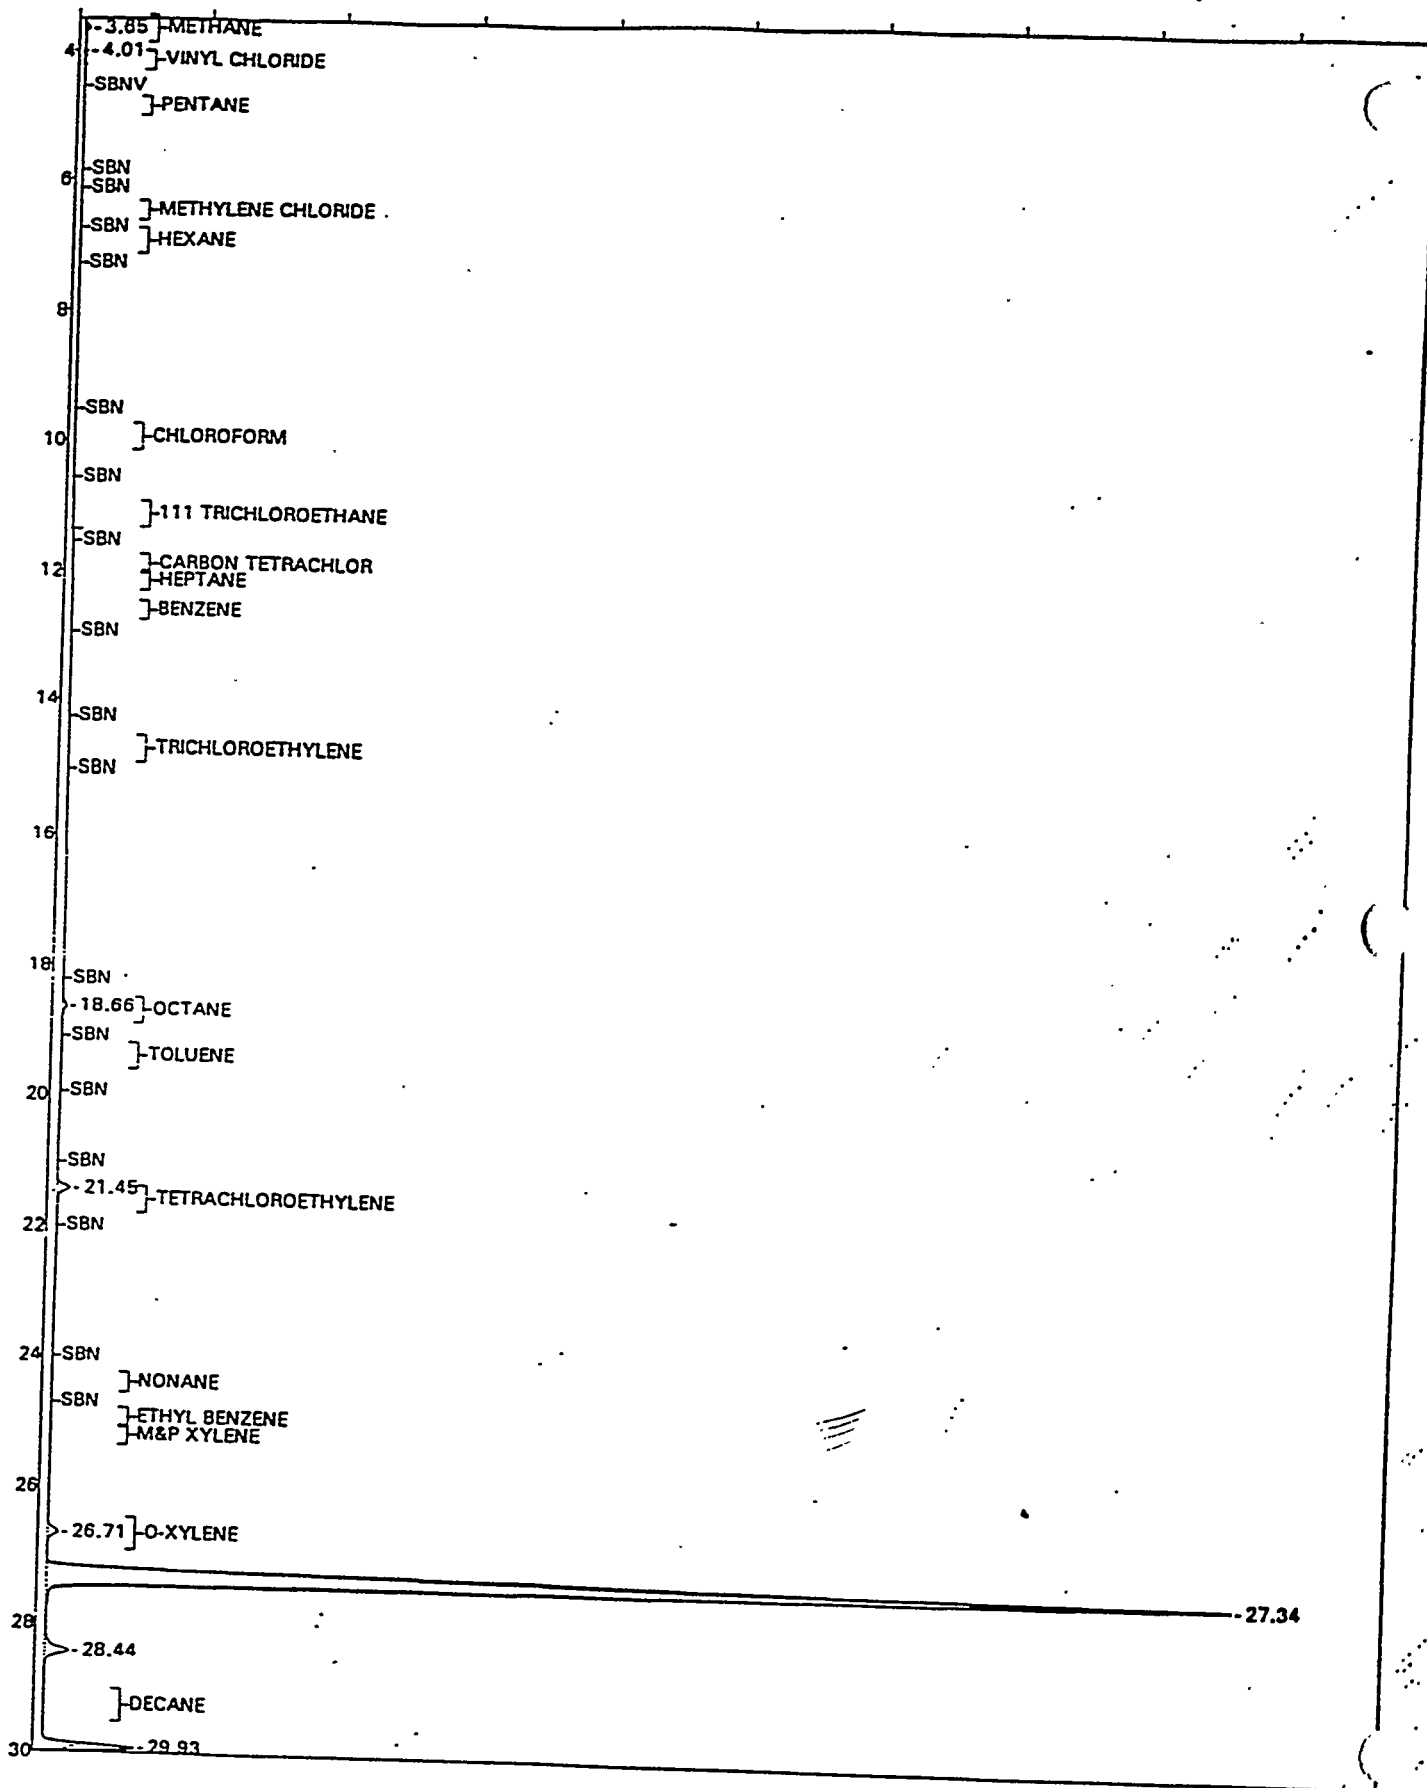 -3.65 ]-METHANE
4 -4.01 ]-VINYL CHLORIDE
-SBNV
]-PENTANE
-SBN
6 -SBN
]-METHYLENE CHLORIDE
-SBN
]-HEXANE
-SBN
8
-SBN
10 ]-CHLOROFORM
-SBN
]-111 TRICHLOROETHANE
-SBN
]-CARBON TETRACHLOR
12 ]-HEPTANE
]-BENZENE
-SBN
14
-SBN
]-TRICHLOROETHYLENE
-SBN
16
18
-SBN
-18.66 ]-OCTANE
-SBN
]-TOLUENE
20 -SBN
-SBN
-21.45 ]-TETRACHLOROETHYLENE
22 -SBN
24 -SBN
]-NONANE
-SBN
]-ETHYL BENZENE
]-M&P XYLENE
26
-26.71 ]-O-XYLENE
-27.34
28
-28.44
]-DECANE
30 -29.93